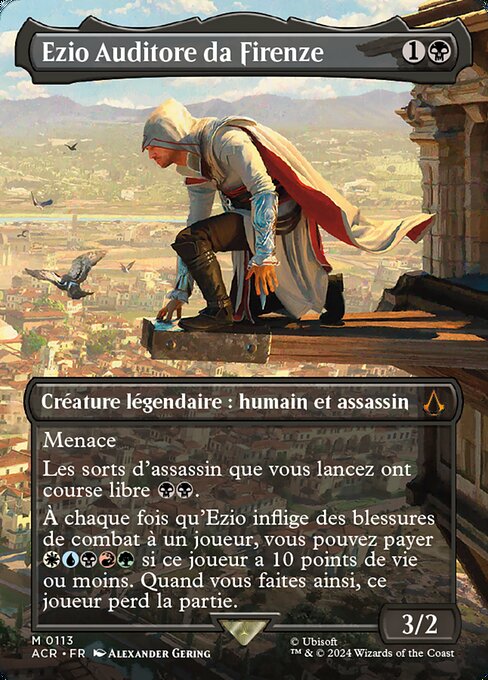 Ezio Auditore da Firenze 1
Créature légendaire : humain et assassin
Menace
Les sorts d'assassin que vous lancez ont
course libre.
À chaque fois qu'Ezio inflige des blessures
de combat à un joueur, vous pouvez payer
si ce joueur a 10 points de vie
ou moins. Quand vous faites ainsi, ce
joueur perd la partie.
3/2
M 0113
ACR • FR Alexander Gering
© Ubisoft
™ & © 2024 Wizards of the Coast